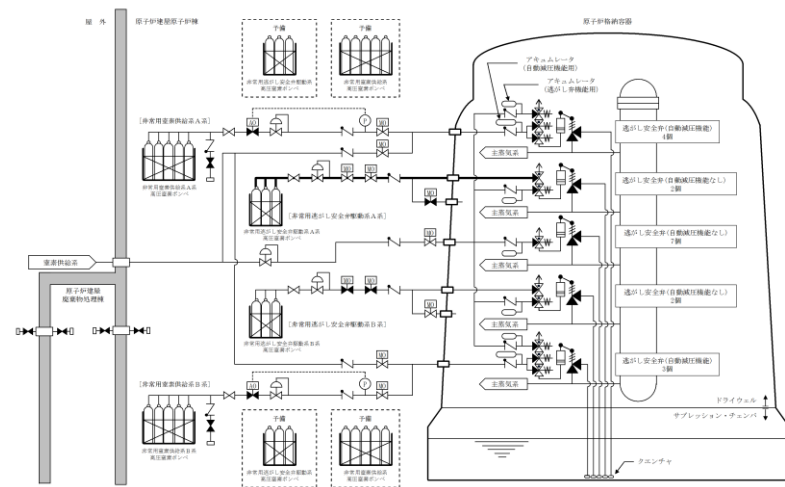 屋 外
原子炉建屋原子炉棟
原子炉格納容器
予備
非常用逃がし安全弁駆動系
高圧窒素ボンベ
予備
非常用窒素供給系
高圧窒素ボンベ
アキュムレータ
(自動減圧機能用)
アキュムレータ
(逃がし弁機能用)
[非常用窒素供給系A系]
AO
P
MO
MO
非常用窒素供給系A系
高圧窒素ボンベ
主蒸気系
逃がし安全弁(自動減圧機能)
4個
MO
MO
MO
[非常用逃がし安全弁駆動系A系]
非常用逃がし安全弁駆動系A系
高圧窒素ボンベ
主蒸気系
逃がし安全弁(自動減圧機能なし)
2個
窒素供給系
MO
主蒸気系
逃がし安全弁(自動減圧機能なし)
7個
原子炉建屋
廃棄物処理棟
MO
MO
MO
[非常用逃がし安全弁駆動系B系]
非常用逃がし安全弁駆動系B系
高圧窒素ボンベ
主蒸気系
逃がし安全弁(自動減圧機能なし)
2個
MO
[非常用窒素供給系B系]
AO
P
MO
非常用窒素供給系B系
高圧窒素ボンベ
主蒸気系
逃がし安全弁(自動減圧機能)
3個
ドライウェル
サプレッション・チェンバ
予備
非常用逃がし安全弁駆動系
高圧窒素ボンベ
予備
非常用窒素供給系
高圧窒素ボンベ
クエンチャ